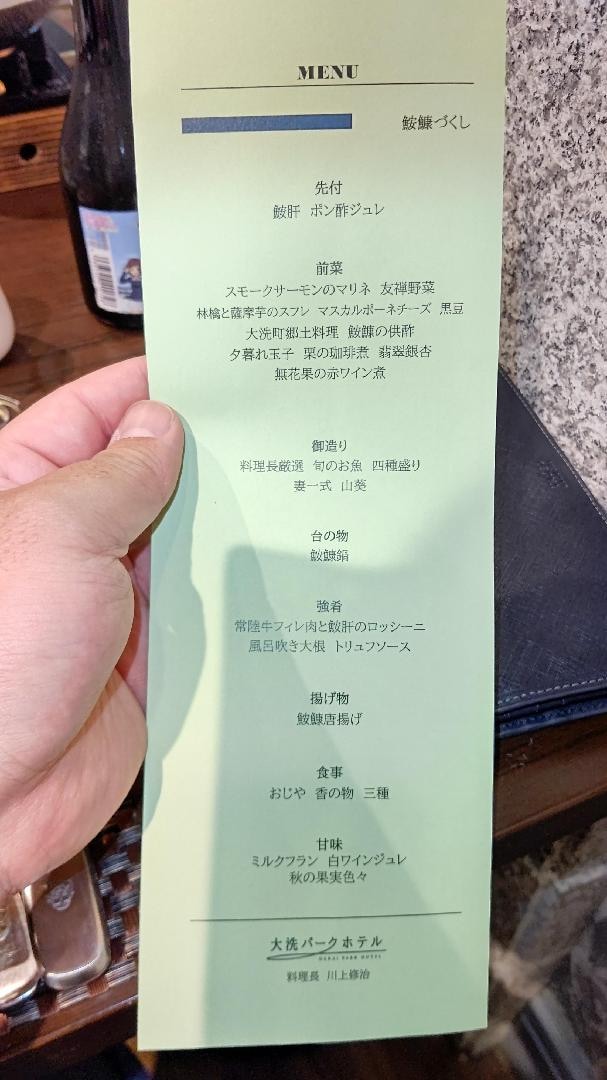 MENU
鮟鱇づくし
先付
鮟肝 ポン酢ジュレ
前菜
スモークサーモンのマリネ 友禅野菜
林檎と薩摩芋のスフレ マスカルポーネチーズ 黒豆
大洗町郷土料理 鮟鱇の供酢
夕暮れ玉子 栗の珈琲煮 翡翠銀杏
無花果の赤ワイン煮
御造り
料理長厳選 旬のお魚 四種盛り
妻一式 山葵
台の物
鮟鱇鍋
強肴
常陸牛フィレ肉と鮟肝のロッシーニ
風呂吹き大根 トリュフソース
揚げ物
鮟鱇唐揚げ
食事
おじや 香の物 三種
甘味
ミルクフラン 白ワインジュレ
秋の果実色々
大洗パークホテル
OARAI PARK HOTEL
料理長 川上修治